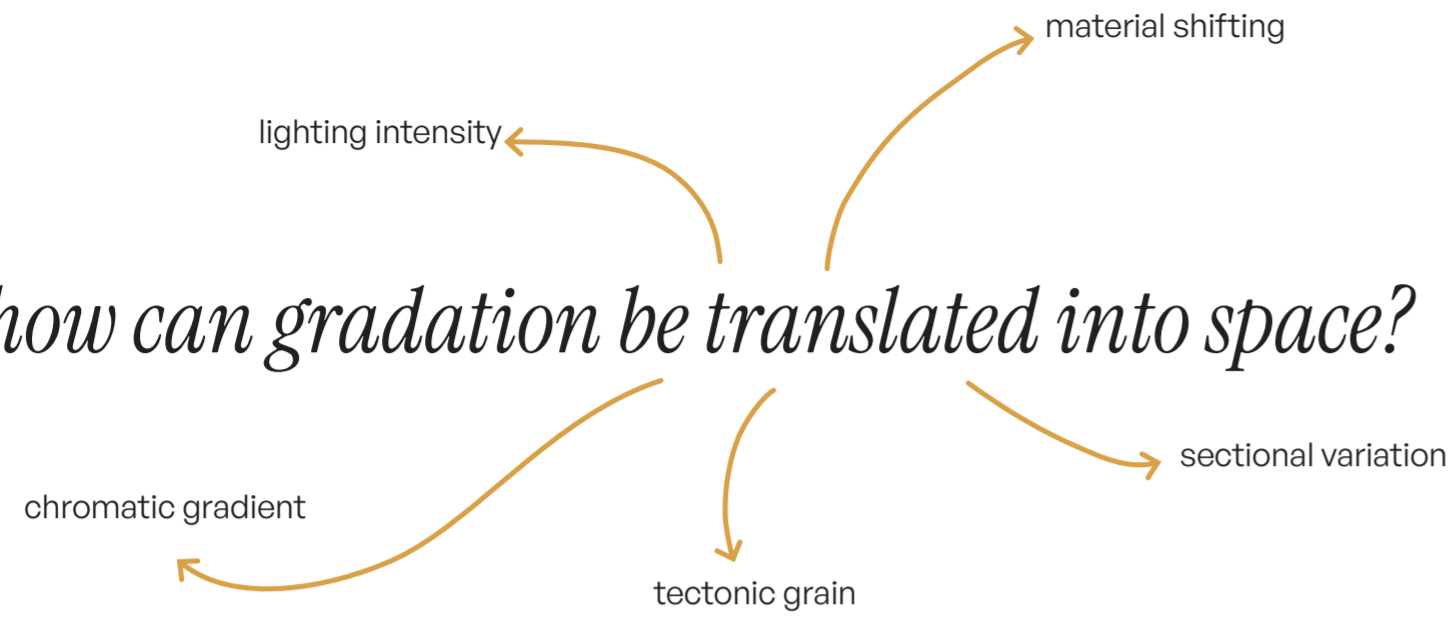 material shifting
lighting intensity
how can gradation be translated into space?
sectional variation
chromatic gradient
tectonic grain